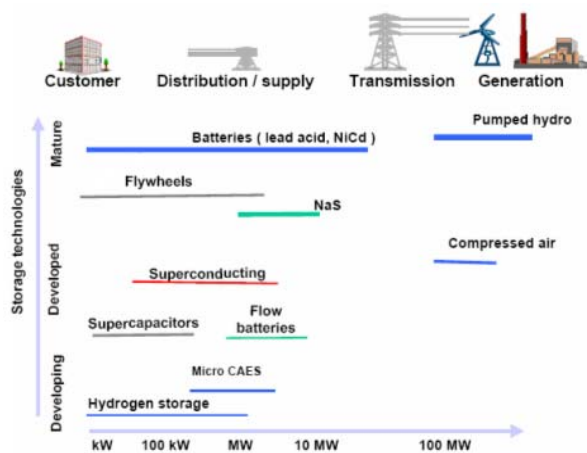 Customer Distribution / supply Transmission Generation
Pumped hydro
Batteries ( lead acid, NiCd )
Mature
Flywheels
NaS
Compressed air
Storage technologies
Developed
Superconducting
Supercapacitors
Flow
batteries
Micro CAES
Developing
Hydrogen storage
kW 100 kW MW 10 MW 100 MW